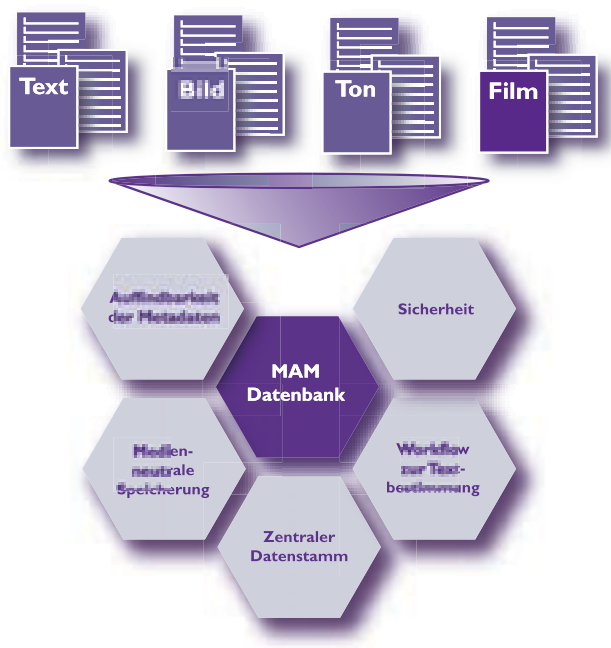 Text
Bild
Ton
Film
Auffindbarkeit
der Metadaten
Sicherheit
MAM
Datenbank
Medien-
neutrale
Speicherung
Workflow
zur Text-
bestimmung
Zentraler
Datenstamm